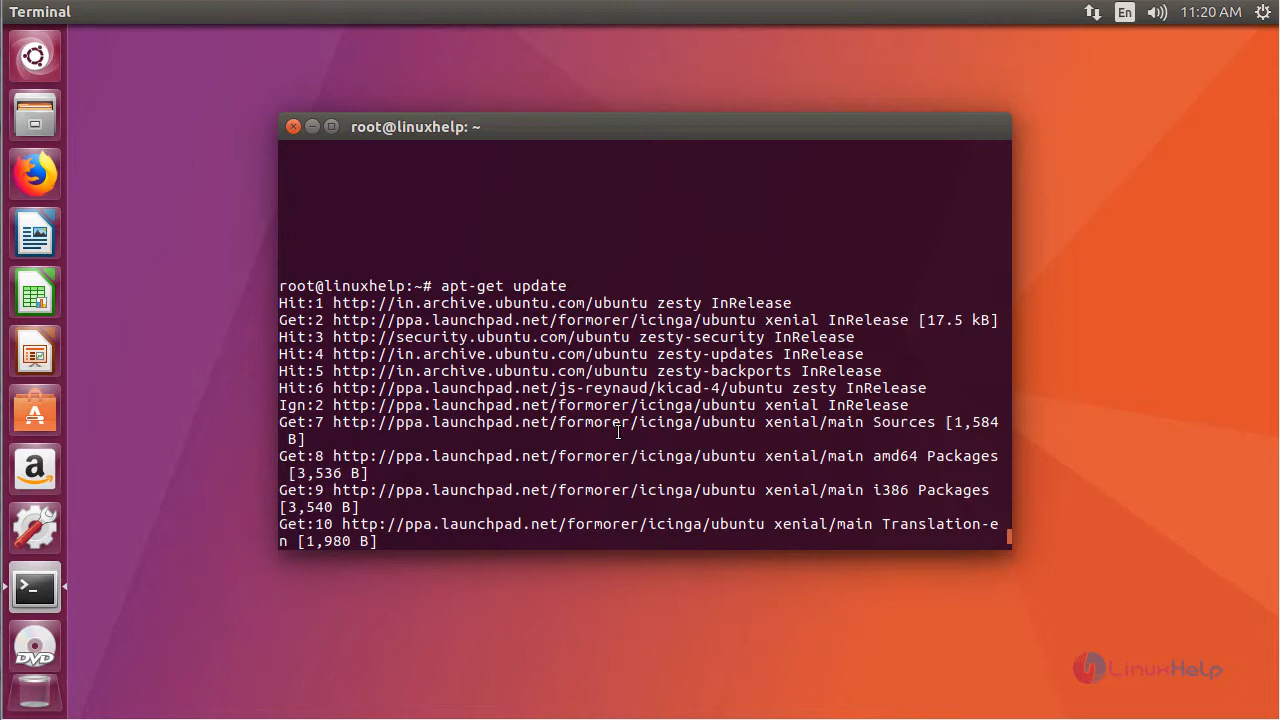 Terminal
En
11:20 AM
root@linuxhelp: ~
root@linuxhelp:~# apt-get update
Hit:1 http://in.archive.ubuntu.com/ubuntu zesty InRelease
Get:2 http://ppa.launchpad.net/formorer/icinga/ubuntu xenial InRelease [17.5 kB]
Hit:3 http://security.ubuntu.com/ubuntu zesty-security InRelease
Hit:4 http://in.archive.ubuntu.com/ubuntu zesty-updates InRelease
Hit:5 http://in.archive.ubuntu.com/ubuntu zesty-backports InRelease
Hit:6 http://ppa.launchpad.net/js-reynaud/kicad-4/ubuntu zesty InRelease
Ign:2 http://ppa.launchpad.net/formorer/icinga/ubuntu xenial InRelease
Get:7 http://ppa.launchpad.net/formorer/icinga/ubuntu xenial/main Sources [1,584
B]
Get:8 http://ppa.launchpad.net/formorer/icinga/ubuntu xenial/main amd64 Packages
[3,536 B]
Get:9 http://ppa.launchpad.net/formorer/icinga/ubuntu xenial/main i386 Packages
[3,540 B]
Get:10 http://ppa.launchpad.net/formorer/icinga/ubuntu xenial/main Translation-e
n [1,980 B]
>_
DVD
LinuxHelp